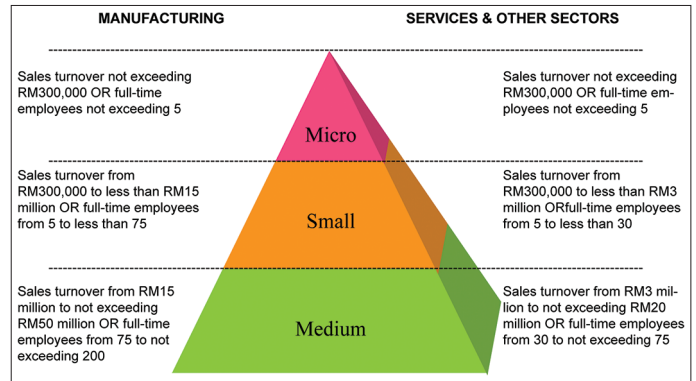 MANUFACTURING
SERVICES & OTHER SECTORS
Sales turnover not exceeding
RM300,000 OR full-time
employees not exceeding 5
Micro
Sales turnover not exceeding
RM300,000 OR full-time em-
ployees not exceeding 5
Sales turnover from
RM300,000 to less than RM15
million OR full-time employees
from 5 to less than 75
Small
Sales turnover from
RM300,000 to less than RM3
million ORfull-time employees
from 5 to less than 30
Sales turnover from RM15
million to not exceeding
RM50 million OR full-time
employees from 75 to not
exceeding 200
Medium
Sales turnover from RM3 mil-
lion to not exceeding RM20
million OR full-time employees
from 30 to not exceeding 75